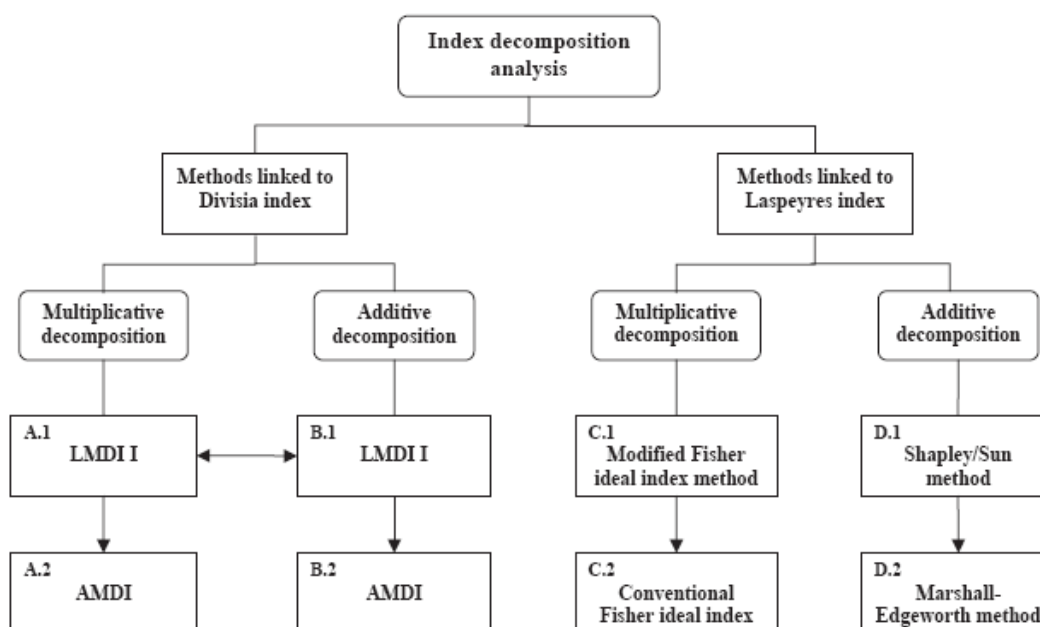 Index decomposition
analysis
Methods linked to
Divisia index
Methods linked to
Laspeyres index
Multiplicative
decomposition
Additive
decomposition
Multiplicative
decomposition
Additive
decomposition
A.1
LMDI I
B.1
LMDI I
C.1
Modified Fisher
ideal index method
D.1
Shapley/Sun
method
A.2
AMDI
B.2
AMDI
C.2
Conventional
Fisher ideal index
D.2
Marshall-
Edgeworth method